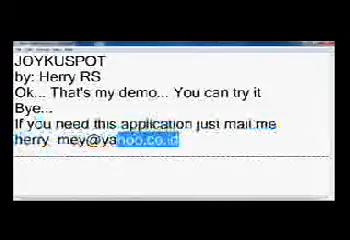 JOYKUSPOT
by: Herry RS
Ok... That's my demo... You can try it
Bye...
If you need this application just mail me
herry_mey@yahoo.co.id